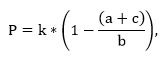 P = k * (1 − (a + c)/b),